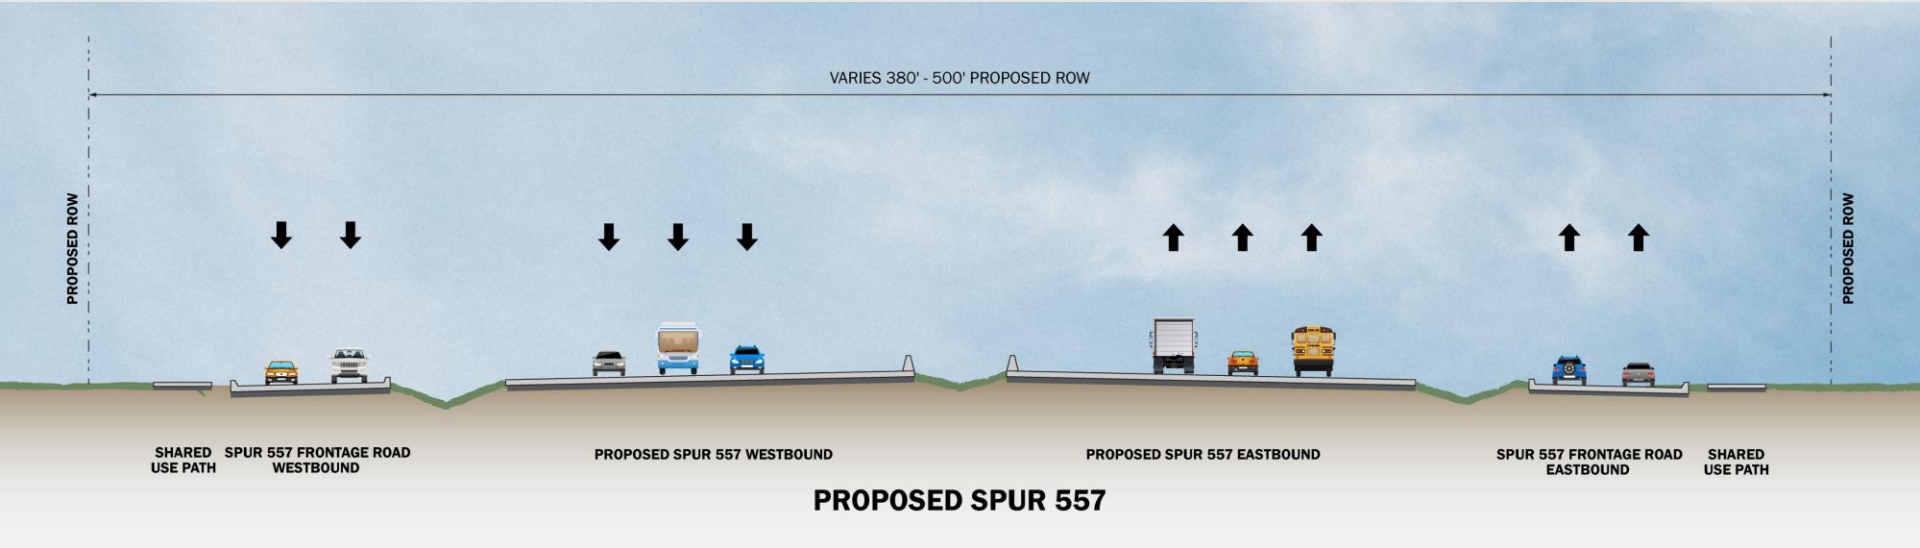 VARIES 380' - 500' PROPOSED ROW
PROPOSED ROW
PROPOSED ROW
SHARED
USE PATH
SPUR 557 FRONTAGE ROAD
WESTBOUND
PROPOSED SPUR 557 WESTBOUND
PROPOSED SPUR 557 EASTBOUND
SPUR 557 FRONTAGE ROAD
EASTBOUND
SHARED
USE PATH
PROPOSED SPUR 557